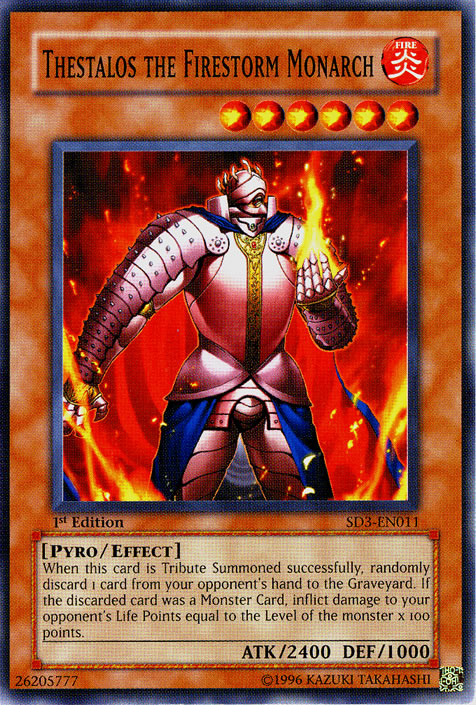 THESTALOS THE FIRESTORM MONARCH
FIRE
炎
1st Edition
SD3-EN011
[PYRO/EFFECT]
When this card is Tribute Summoned successfully, randomly
discard 1 card from your opponent's hand to the Graveyard. If
the discarded card was a Monster Card, inflict damage to your
opponent's Life Points equal to the Level of the monster x 100
points.
ATK/2400 DEF/1000
26205777
©1996 KAZUKI TAKAHASHI